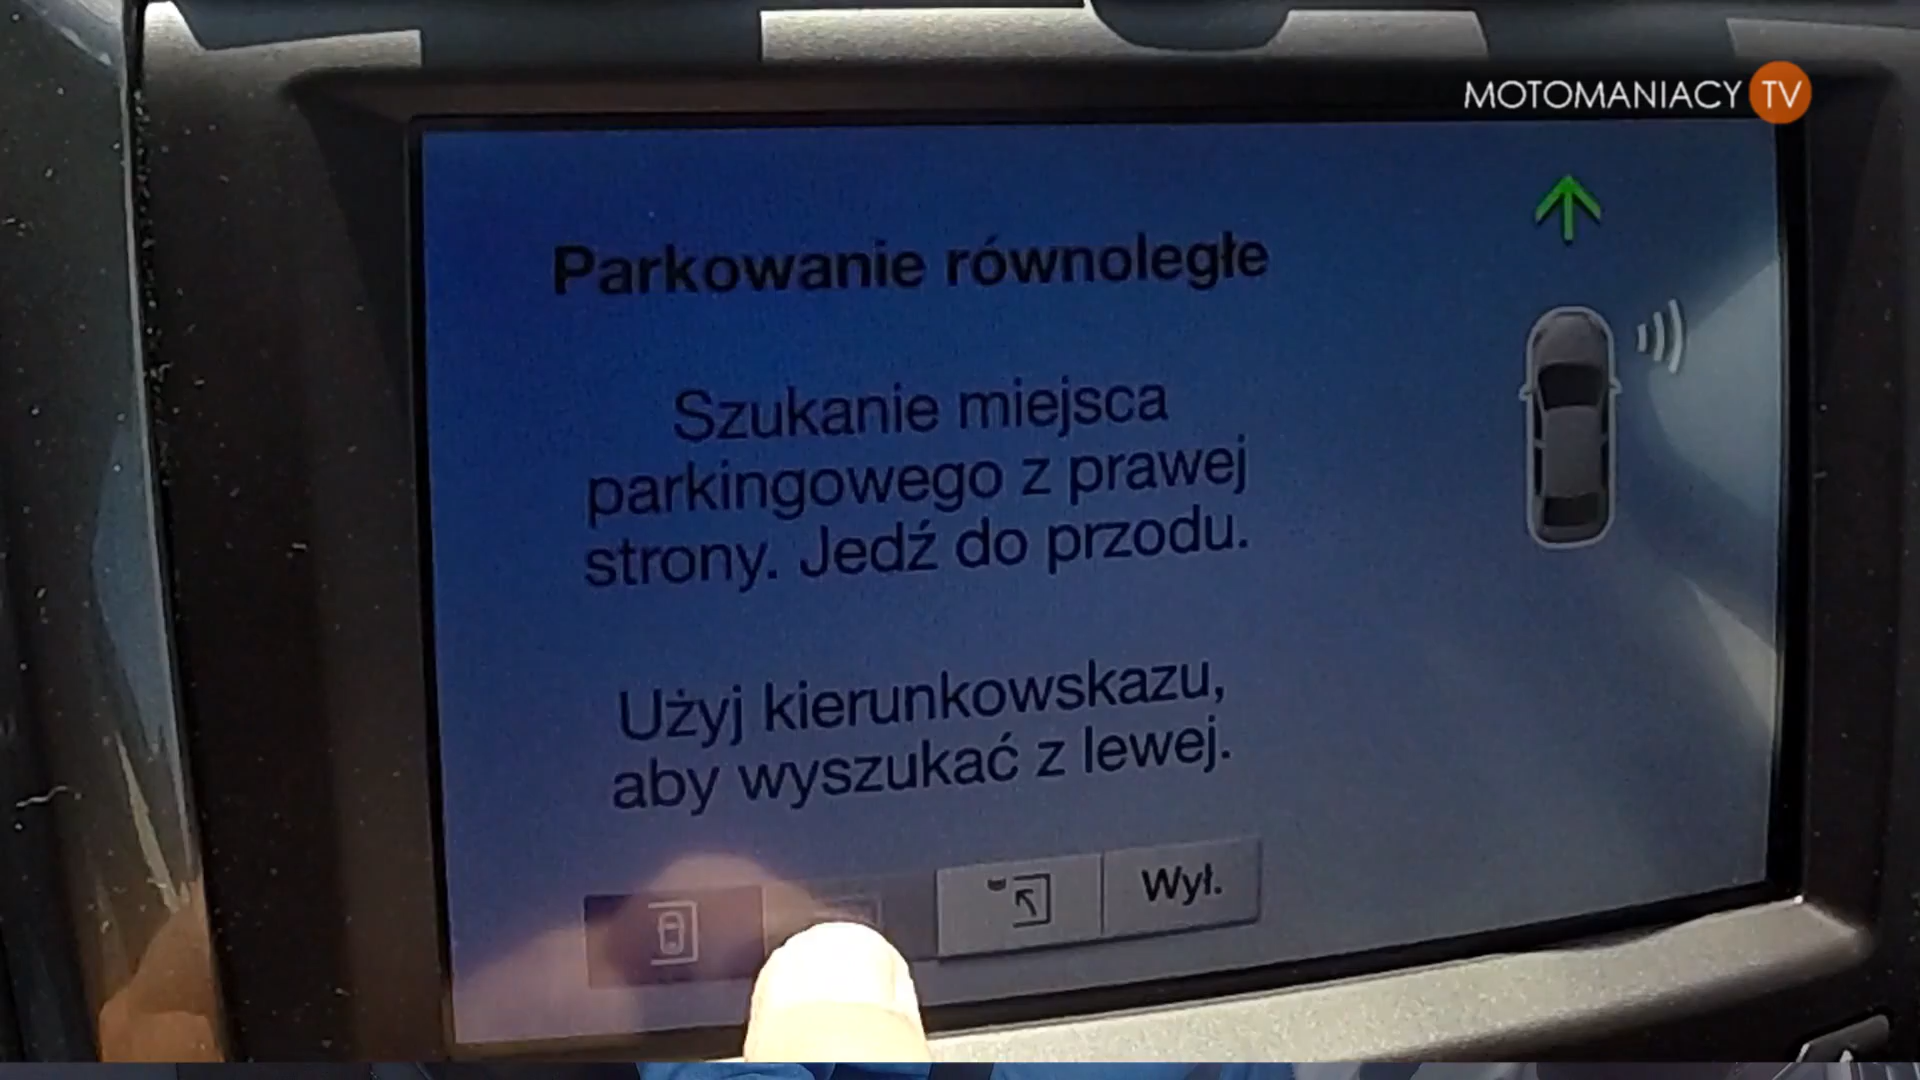 MOTOMANIACY TV
Parkowanie równoległe
Szukanie miejsca
parkingowego z prawej
strony. Jedź do przodu.
Użyj kierunkowskazu,
aby wyszukać z lewej.
Wył.